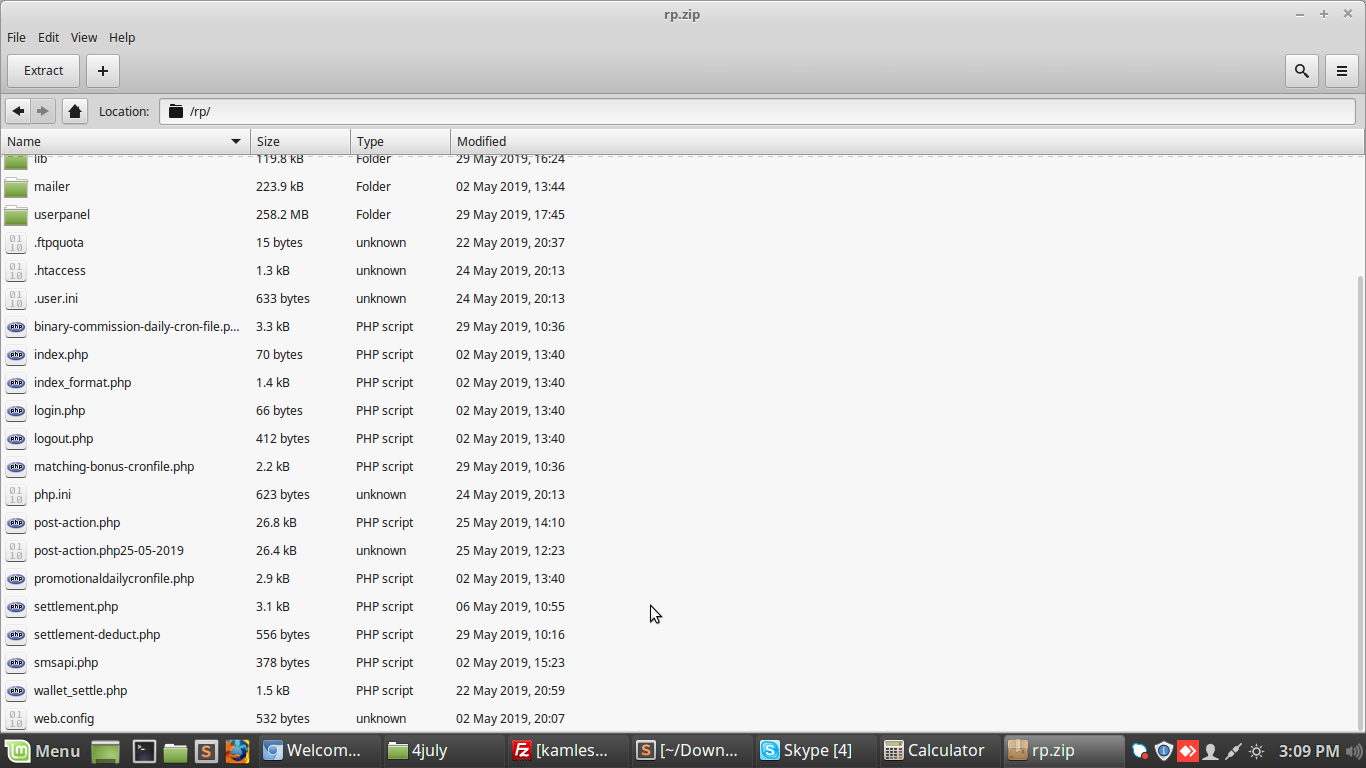 rp.zip
File Edit View Help
Extract
Location: /rp/
Name Size Type Modified
lib 119.8 kB Folder 29 May 2019, 16:24
mailer 223.9 kB Folder 02 May 2019, 13:44
userpanel 258.2 MB Folder 29 May 2019, 17:45
.ftpquota 15 bytes unknown 22 May 2019, 20:37
.htaccess 1.3 kB unknown 24 May 2019, 20:13
.user.ini 633 bytes unknown 24 May 2019, 20:13
binary-commission-daily-cron-file.p... 3.3 kB PHP script 29 May 2019, 10:36
index.php 70 bytes PHP script 02 May 2019, 13:40
index_format.php 1.4 kB PHP script 02 May 2019, 13:40
login.php 66 bytes PHP script 02 May 2019, 13:40
logout.php 412 bytes PHP script 02 May 2019, 13:40
matching-bonus-cronfile.php 2.2 kB PHP script 29 May 2019, 10:36
php.ini 623 bytes unknown 24 May 2019, 20:13
post-action.php 26.8 kB PHP script 25 May 2019, 14:10
post-action.php25-05-2019 26.4 kB unknown 25 May 2019, 12:23
promotionaldailycronfile.php 2.9 kB PHP script 02 May 2019, 13:40
settlement.php 3.1 kB PHP script 06 May 2019, 10:55
settlement-deduct.php 556 bytes PHP script 29 May 2019, 10:16
smsapi.php 378 bytes PHP script 02 May 2019, 15:23
wallet_settle.php 1.5 kB PHP script 22 May 2019, 20:59
web.config 532 bytes unknown 02 May 2019, 20:07
Menu Welcom... 4july [kamles... [~/Down... Skype [4] Calculator rp.zip 3:09 PM